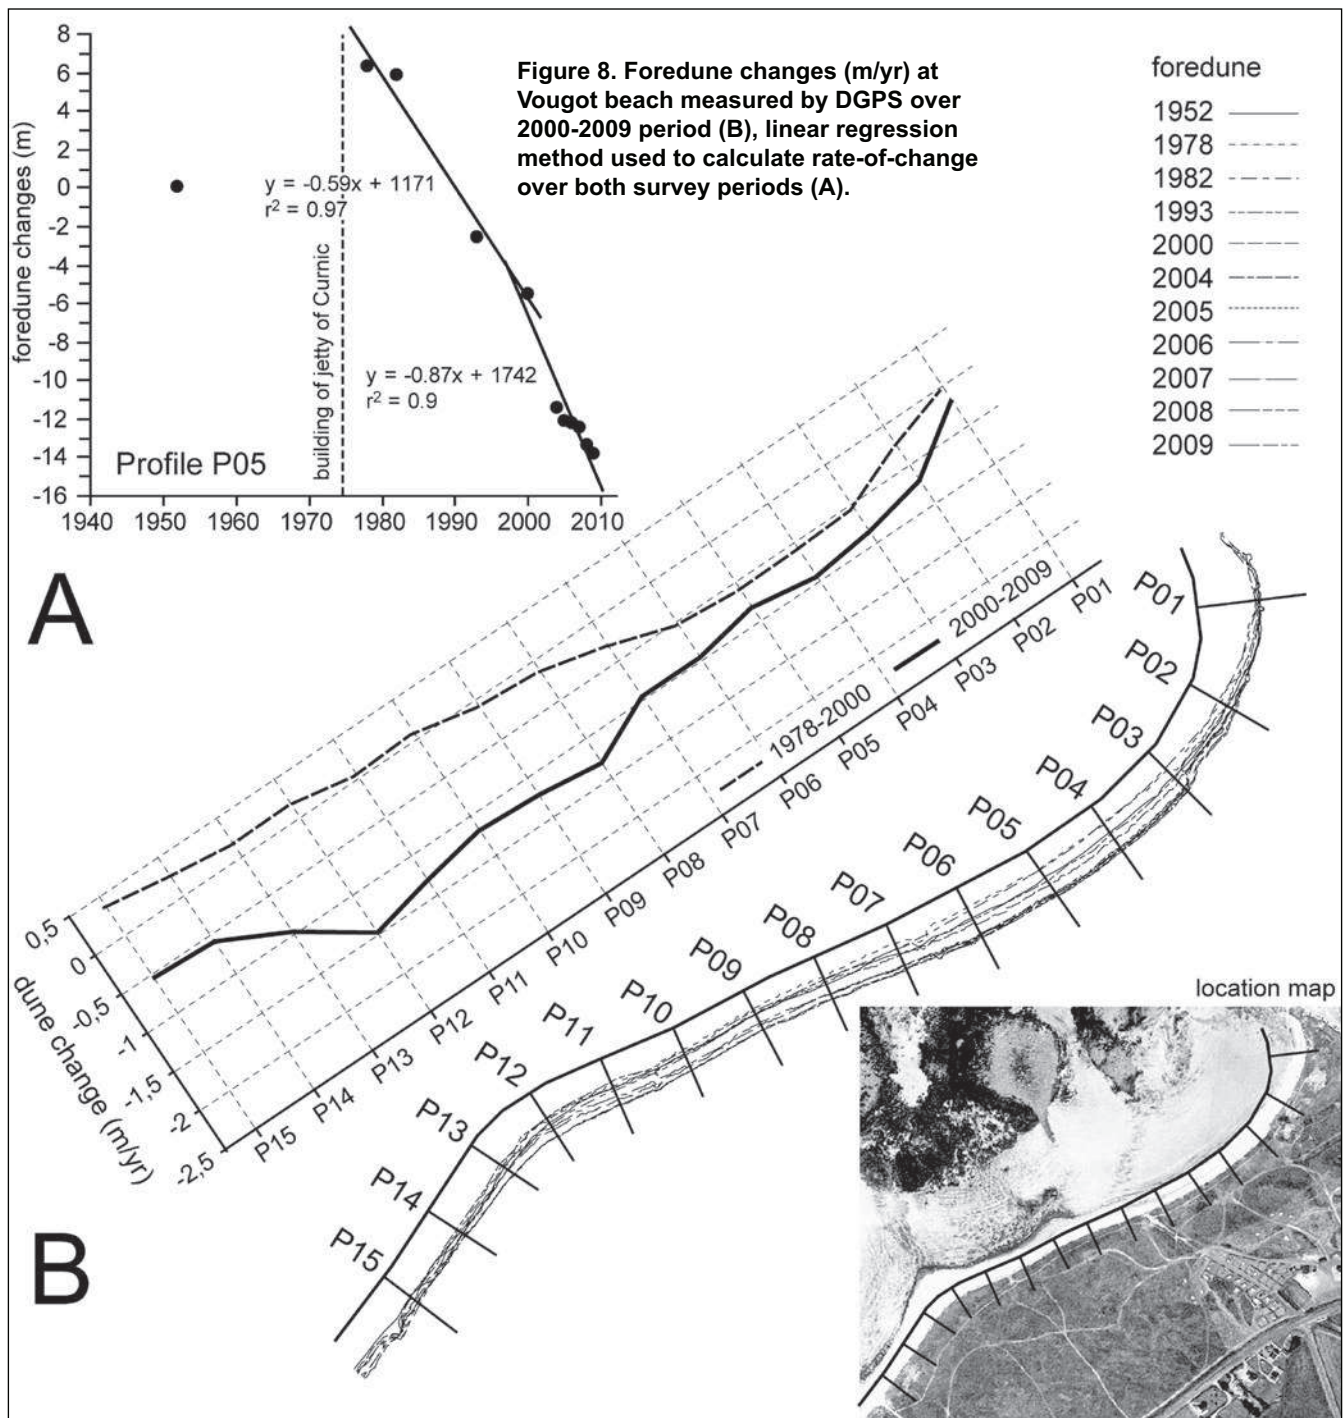 8
6
4
2
0
-2
-4
-6
-8
-10
-12
-14
-16
foredune changes (m)
1940
1950
1960
1970
1980
1990
2000
2010
y = -0.59x + 1171
r² = 0.97
building of jetty of Curnic
y = -0.87x + 1742
r² = 0.9
Profile P05
Figure 8. Foredune changes (m/yr) at
Vougot beach measured by DGPS over
2000-2009 period (B), linear regression
method used to calculate rate-of-change
over both survey periods (A).
foredune
1952
1978
1982
1993
2000
2004
2005
2006
2007
2008
2009
A
0,5
0
-0,5
-1
-1,5
-2
-2,5
dune change (m/yr)
P15
P14
P13
P12
P11
P10
P09
P08
P07
P06
P05
P04
P03
P02
P01
1978-2000
2000-2009
P01
P02
P03
P04
P05
P06
P07
P08
P09
P10
P11
P12
P13
P14
P15
B
location map